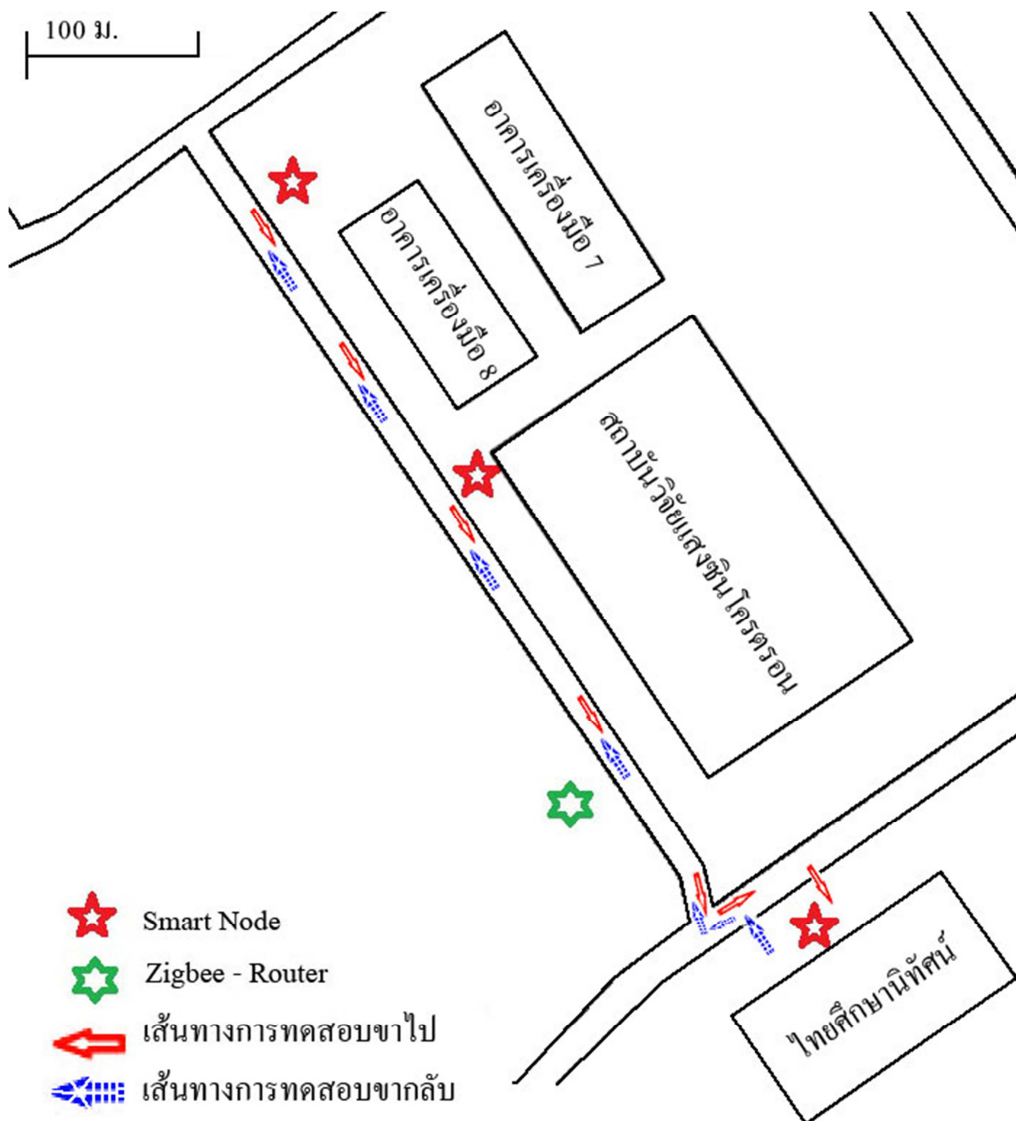 100 ม.
อาคารเครื่องมือ 7
อาคารเครื่องมือ 8
สถาบันวิจัยแสงซินโครตรอน
ไทยศึกษานิทัศน์
Smart Node
Zigbee - Router
เส้นทางการทดสอบขาไป
เส้นทางการทดสอบขากลับ